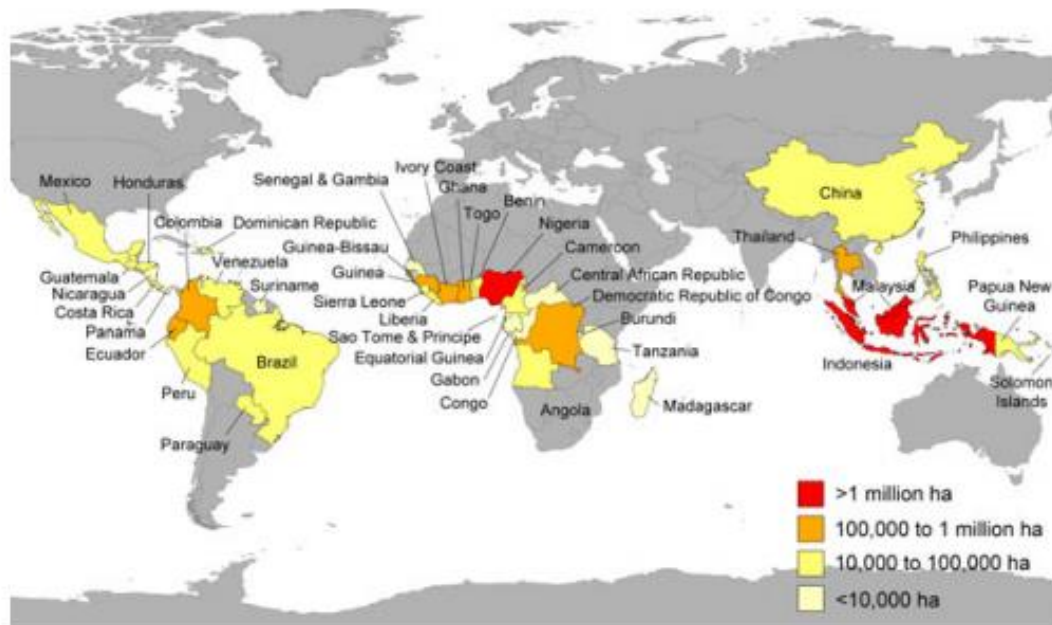 Mexico
Honduras
Colombia
Dominican Republic
Venezuela
Suriname
Guatemala
Nicaragua
Costa Rica
Panama
Ecuador
Peru
Brazil
Paraguay
Senegal & Gambia
Ivory Coast
Ghana
Togo
Benin
Nigeria
Cameroon
Guinea-Bissau
Guinea
Sierra Leone
Liberia
Sao Tome & Principe
Equatorial Guinea
Gabon
Congo
Central African Republic
Democratic Republic of Congo
Burundi
Tanzania
Angola
Madagascar
China
Thailand
Philippines
Malaysia
Papua New
Guinea
Indonesia
Solomon
Islands
>1 million ha
100,000 to 1 million ha
10,000 to 100,000 ha
<10,000 ha